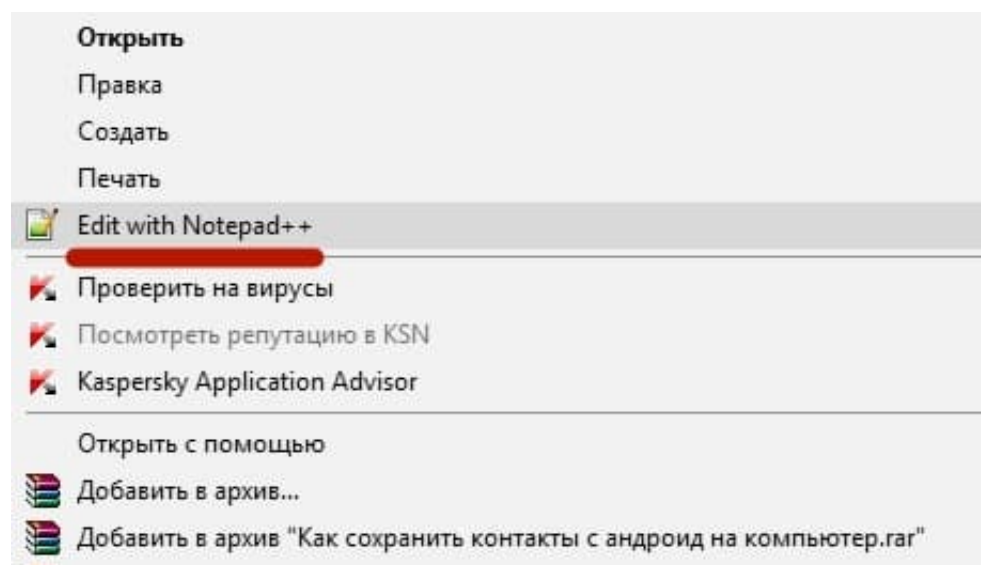 Открыть
Правка
Создать
Печать
Edit with Notepad++
Проверить на вирусы
Посмотреть репутацию в KSN
Kaspersky Application Advisor
Открыть с помощью
Добавить в архив...
Добавить в архив "Как сохранить контакты с андроид на компьютер.rar"